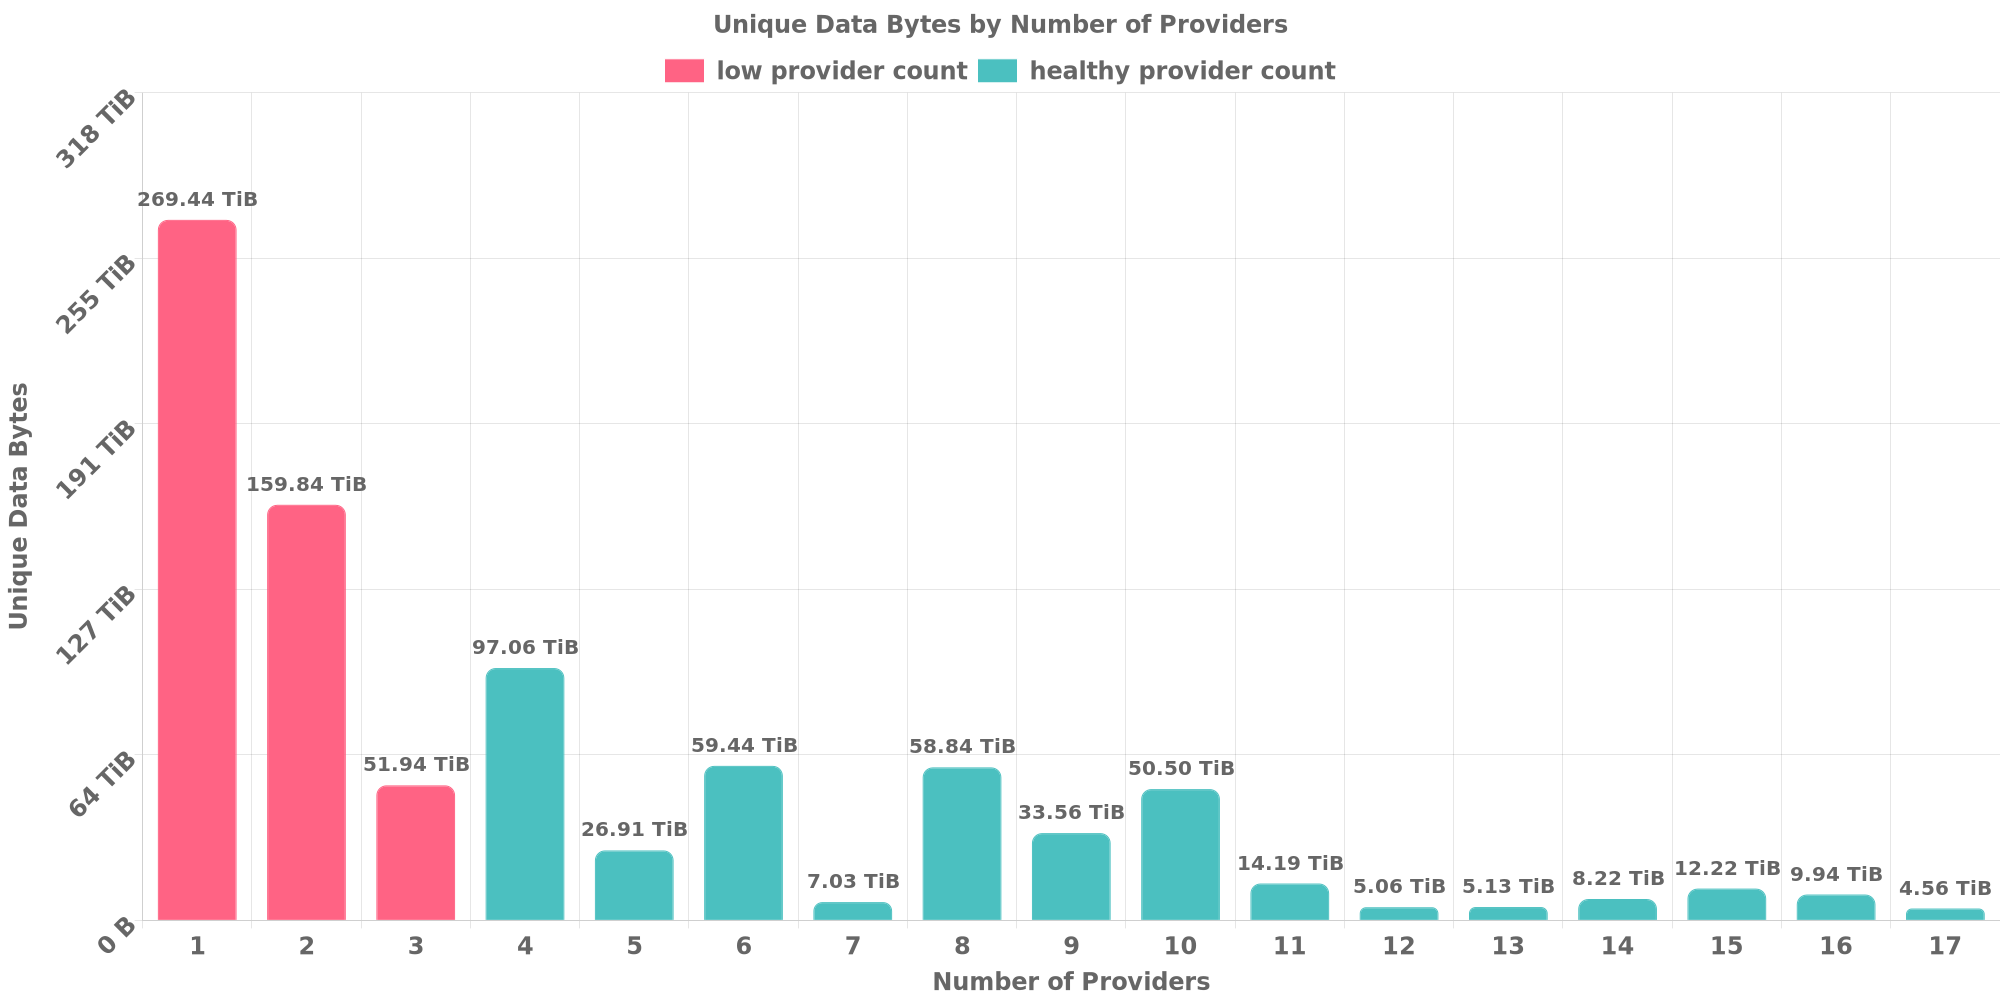 Unique Data Bytes by Number of Providers
low provider count healthy provider count
318 TiB
255 TiB
191 TiB
127 TiB
64 TiB
0 B
Unique Data Bytes
269.44 TiB
159.84 TiB
51.94 TiB
97.06 TiB
26.91 TiB
59.44 TiB
7.03 TiB
58.84 TiB
33.56 TiB
50.50 TiB
14.19 TiB
5.06 TiB
5.13 TiB
8.22 TiB
12.22 TiB
9.94 TiB
4.56 TiB
1 2 3 4 5 6 7 8 9 10 11 12 13 14 15 16 17
Number of Providers